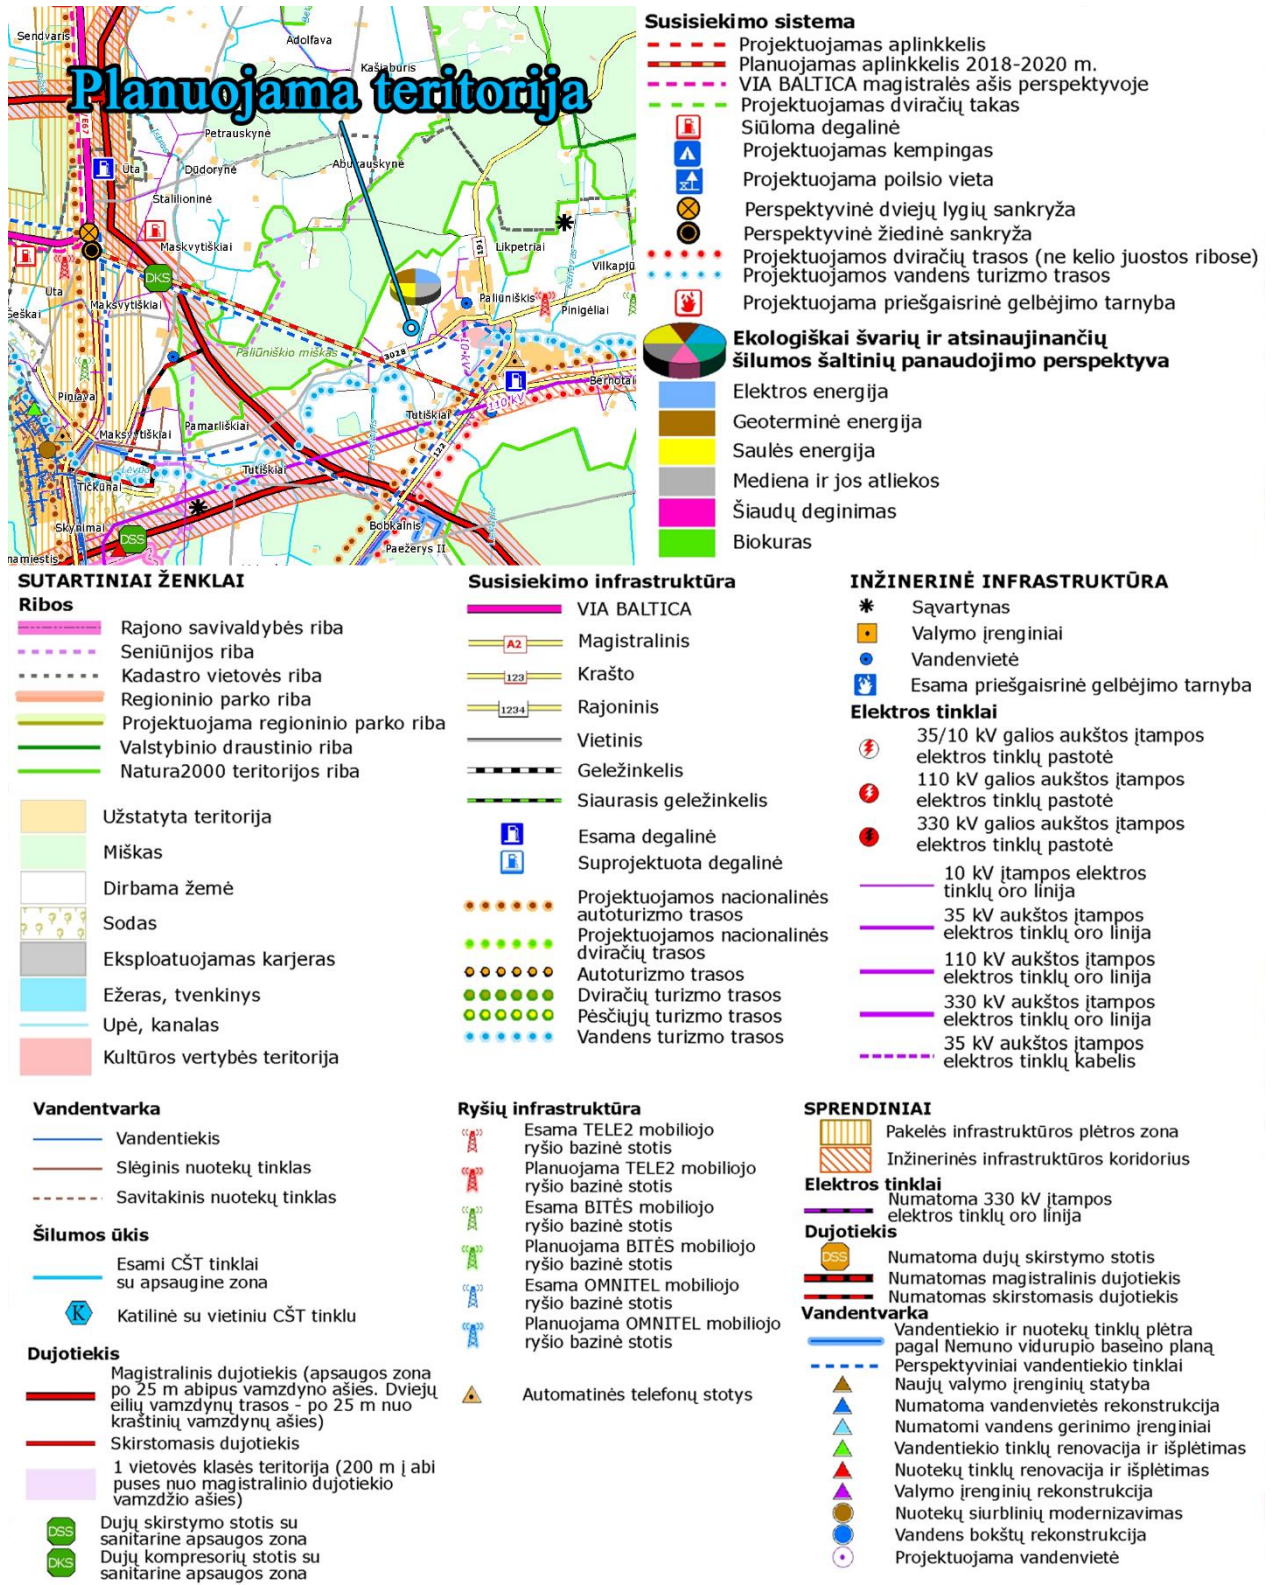 Sendvaris
Adolfava
Kašiaburis
Planuojama teritorija
E67
Petrauskynė
Uta
Dūdorynė
Aburauskynė
Stalilioninė
191
Likpetriai
Maskvytiškiai
Vilkapjū
DKS
Uta
Maksvytiškiai
Paliūniškis
Pinigėliai
Paliūniškio miškas
3028
10 kV
Bernotai
110 kV
Piniava
Tutiškiai
Maksvytiškiai
Pamarliškiai
122
Lėvuo
Tutiškiai
Tičkūnai
Skynimai
DSS
Bobkalnis
Paežerys II
namiestis
Susisiekimo sistema
Projektuojamas aplinkkelis
Planuojamas aplinkkelis 2018-2020 m.
VIA BALTICA magistralės ašis perspektyvoje
Projektuojamas dviračių takas
Siūloma degalinė
Projektuojamas kempingas
Projektuojama poilsio vieta
Perspektyvinė dviejų lygių sankryža
Perspektyvinė žiedinė sankryža
Projektuojamos dviračių trasos (ne kelio juostos ribose)
Projektuojamos vandens turizmo trasos
Projektuojama priešgaisrinė gelbėjimo tarnyba
Ekologiškai švarių ir atsinaujinančių
šilumos šaltinių panaudojimo perspektyva
Elektros energija
Geoterminė energija
Saulės energija
Mediena ir jos atliekos
Šiaudų deginimas
Biokuras
SUTARTINIAI ŽENKLAI
Ribos
Rajono savivaldybės riba
Seniūnijos riba
Kadastro vietovės riba
Regioninio parko riba
Projektuojama regioninio parko riba
Valstybinio draustinio riba
Natura2000 teritorijos riba
Užstatyta teritorija
Miškas
Dirbama žemė
Sodas
Eksploatuojamas karjeras
Ežeras, tvenkinys
Upė, kanalas
Kultūros vertybės teritorija
Susisiekimo infrastruktūra
VIA BALTICA
A2 Magistralinis
123 Krašto
1234 Rajoninis
Vietinis
Geležinkelis
Siaurasis geležinkelis
Esama degalinė
Suprojektuota degalinė
Projektuojamos nacionalinės
autoturizmo trasos
Projektuojamos nacionalinės
dviračių trasos
Autoturizmo trasos
Dviračių turizmo trasos
Pėsčiųjų turizmo trasos
Vandens turizmo trasos
INŽINERINĖ INFRASTRUKTŪRA
Sąvartynas
Valymo įrenginiai
Vandenvietė
Esama priešgaisrinė gelbėjimo tarnyba
Elektros tinklai
35/10 kV galios aukštos įtampos
elektros tinklų pastotė
110 kV galios aukštos įtampos
elektros tinklų pastotė
330 kV galios aukštos įtampos
elektros tinklų pastotė
10 kV įtampos elektros
tinklų oro linija
35 kV aukštos įtampos
elektros tinklų oro linija
110 kV aukštos įtampos
elektros tinklų oro linija
330 kV aukštos įtampos
elektros tinklų oro linija
35 kV aukštos įtampos
elektros tinklų kabelis
Vandentvarka
Vandentiekis
Slėginis nuotekų tinklas
Savitakinis nuotekų tinklas
Šilumos ūkis
Esami CŠT tinklai
su apsaugine zona
K Katilinė su vietiniu CŠT tinklu
Dujotiekis
Magistralinis dujotiekis (apsaugos zona
po 25 m abipus vamzdyno ašies. Dviejų
eilių vamzdynų trasos - po 25 m nuo
kraštinių vamzdynų ašies)
Skirstomasis dujotiekis
1 vietovės klasės teritorija (200 m į abi
puses nuo magistralinio dujotiekio
vamzdžio ašies)
DSS Dujų skirstymo stotis su
sanitarine apsaugos zona
DKS Dujų kompresorių stotis su
sanitarine apsaugos zona
Ryšių infrastruktūra
Esama TELE2 mobiliojo
ryšio bazinė stotis
Planuojama TELE2 mobiliojo
ryšio bazinė stotis
Esama BITĖS mobiliojo
ryšio bazinė stotis
Planuojama BITĖS mobiliojo
ryšio bazinė stotis
Esama OMNITEL mobiliojo
ryšio bazinė stotis
Planuojama OMNITEL mobiliojo
ryšio bazinė stotis
Automatinės telefonų stotys
SPRENDINIAI
Pakelės infrastruktūros plėtros zona
Inžinerinės infrastruktūros koridorius
Elektros tinklai
Numatoma 330 kV įtampos
elektros tinklų oro linija
Dujotiekis
DSS Numatoma dujų skirstymo stotis
Numatomas magistralinis dujotiekis
Numatomas skirstomasis dujotiekis
Vandentvarka
Vandentiekio ir nuotekų tinklų plėtra
pagal Nemuno vidurupio baseino planą
Perspektyviniai vandentiekio tinklai
Naujų valymo įrenginių statyba
Numatoma vandenvietės rekonstrukcija
Numatomi vandens gerinimo įrenginiai
Vandentiekio tinklų renovacija ir išplėtimas
Nuotekų tinklų renovacija ir išplėtimas
Valymo įrenginių rekonstrukcija
Nuotekų siurblinių modernizavimas
Vandens bokštų rekonstrukcija
Projektuojama vandenvietė